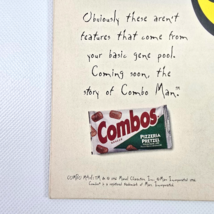 Obviously these aren't
features that come from
your basic gene pool.
Coming soon, the
story of Combo Man.™
Combos
PIZZERIA
PRETZEL